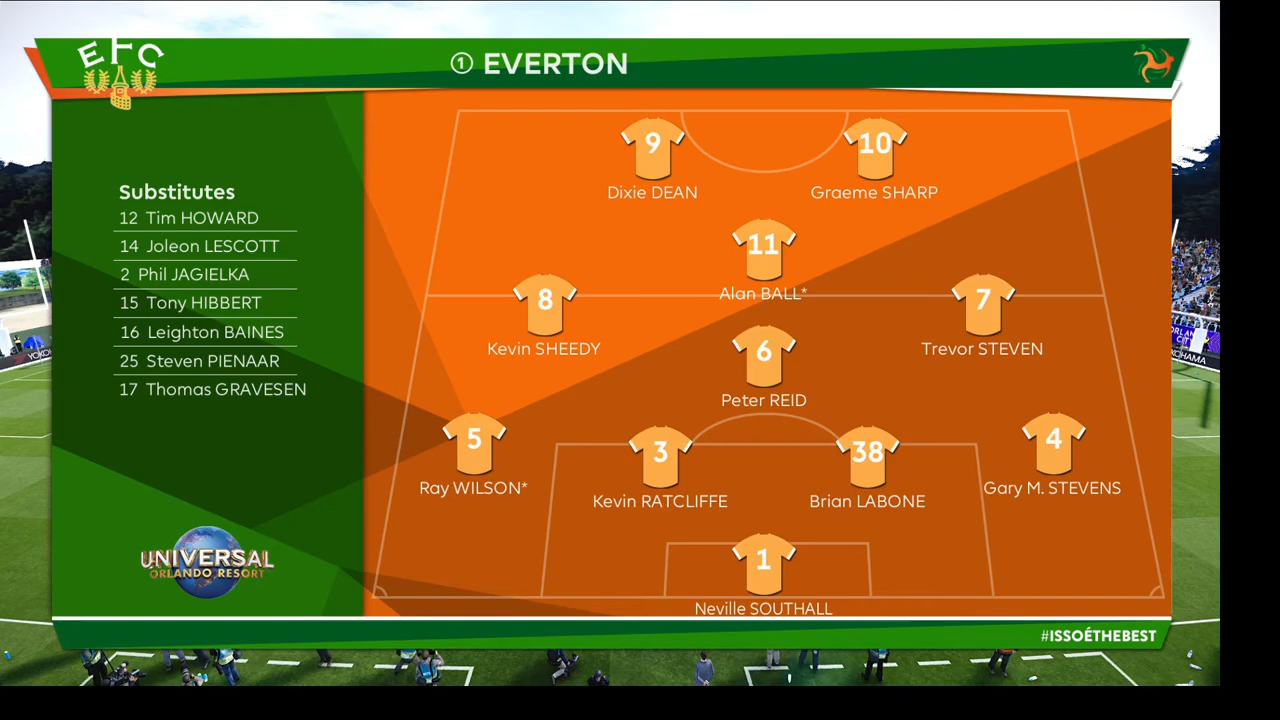 EFC
① EVERTON
Substitutes
12 Tim HOWARD
14 Joleon LESCOTT
2 Phil JAGIELKA
15 Tony HIBBERT
16 Leighton BAINES
25 Steven PIENAAR
17 Thomas GRAVESEN
UNIVERSAL
ORLANDO RESORT
9
Dixie DEAN
10
Graeme SHARP
11
Alan BALL*
8
Kevin SHEEDY
7
Trevor STEVEN
6
Peter REID
5
Ray WILSON*
3
Kevin RATCLIFFE
38
Brian LABONE
4
Gary M. STEVENS
1
Neville SOUTHALL
#ISSOÉTHEBEST